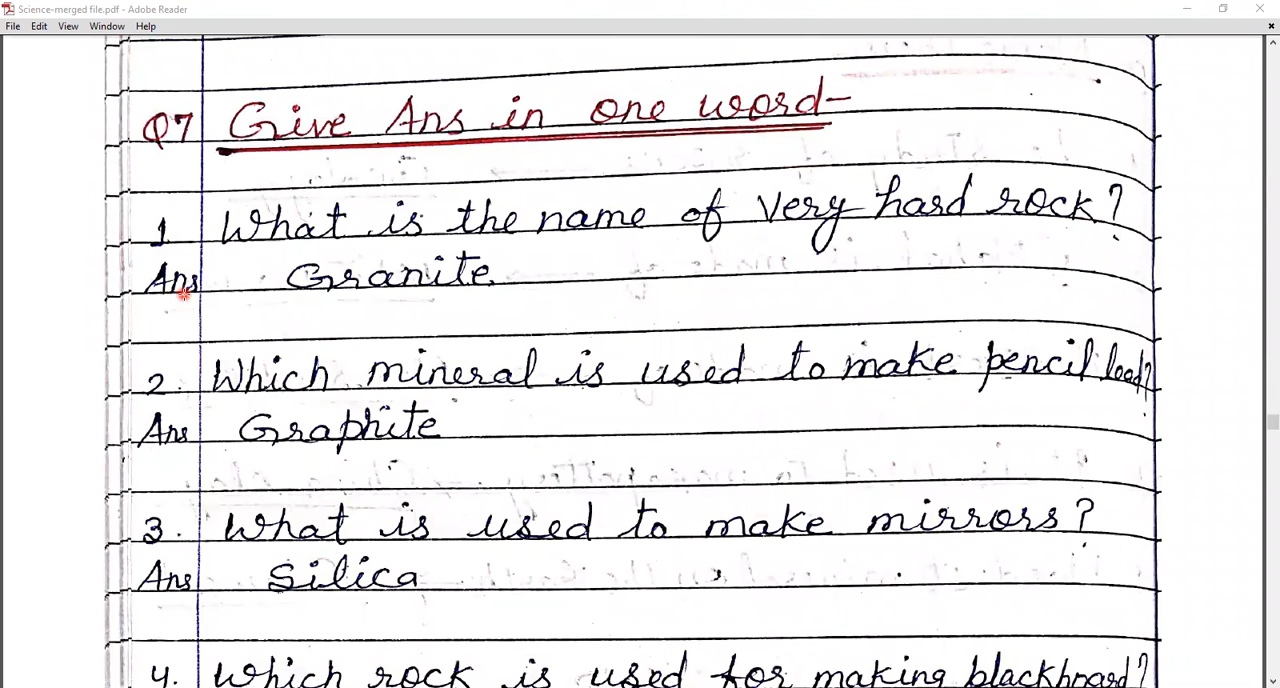 Science-merged file.pdf - Adobe Reader
File Edit View Window Help
Q7 Give Ans in one word-
1 What is the name of very hard rock?
Ans Granite
2. Which mineral is used to make pencil lead?
Ans Graphite
3. What is used to make mirrors?
Ans Silica
4. Which rock is used for making blackboard?